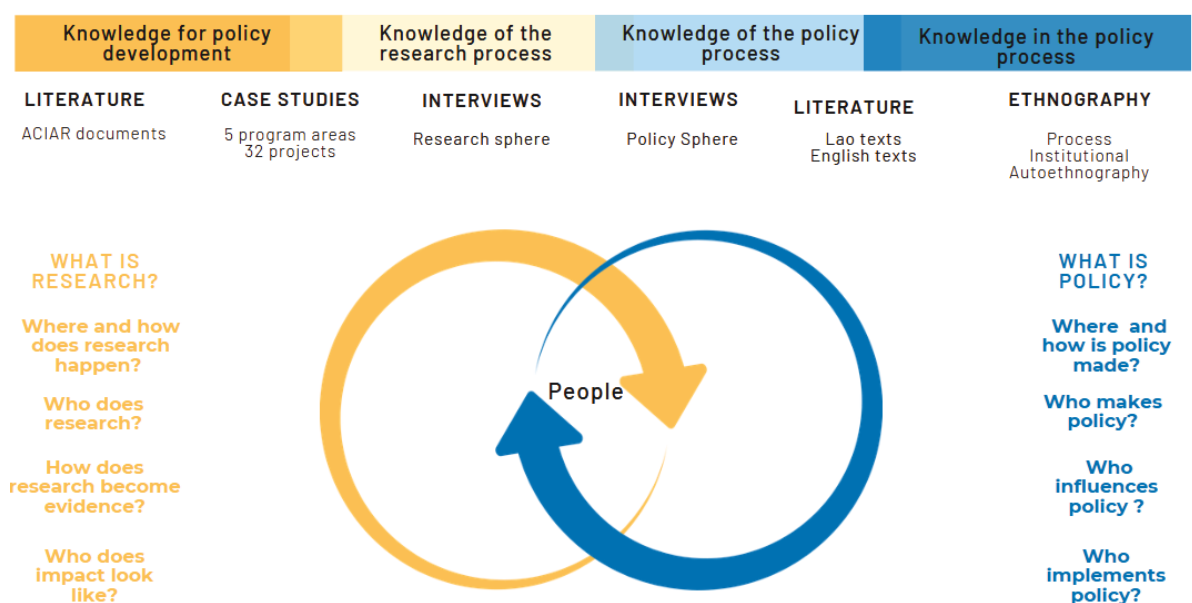 Knowledge for policy
development
Knowledge of the
research process
Knowledge of the policy
process
Knowledge in the policy
process
LITERATURE
ACIAR documents
CASE STUDIES
5 program areas
32 projects
INTERVIEWS
Research sphere
INTERVIEWS
Policy Sphere
LITERATURE
Lao texts
English texts
ETHNOGRAPHY
Process
Institutional
Autoethnography
WHAT IS
RESEARCH?
Where and how
does research
happen?
Who does
research?
How does
research become
evidence?
Who does
impact look
like?
People
WHAT IS
POLICY?
Where and
how is policy
made?
Who makes
policy?
Who
influences
policy ?
Who
implements
policy?